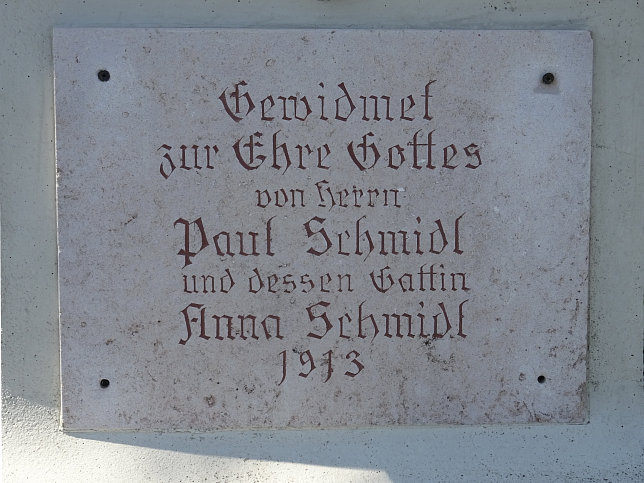 Gewidmet
zur Ehre Gottes
von Herrn
Paul Schmidl
und dessen Gattin
Anna Schmidl
1913